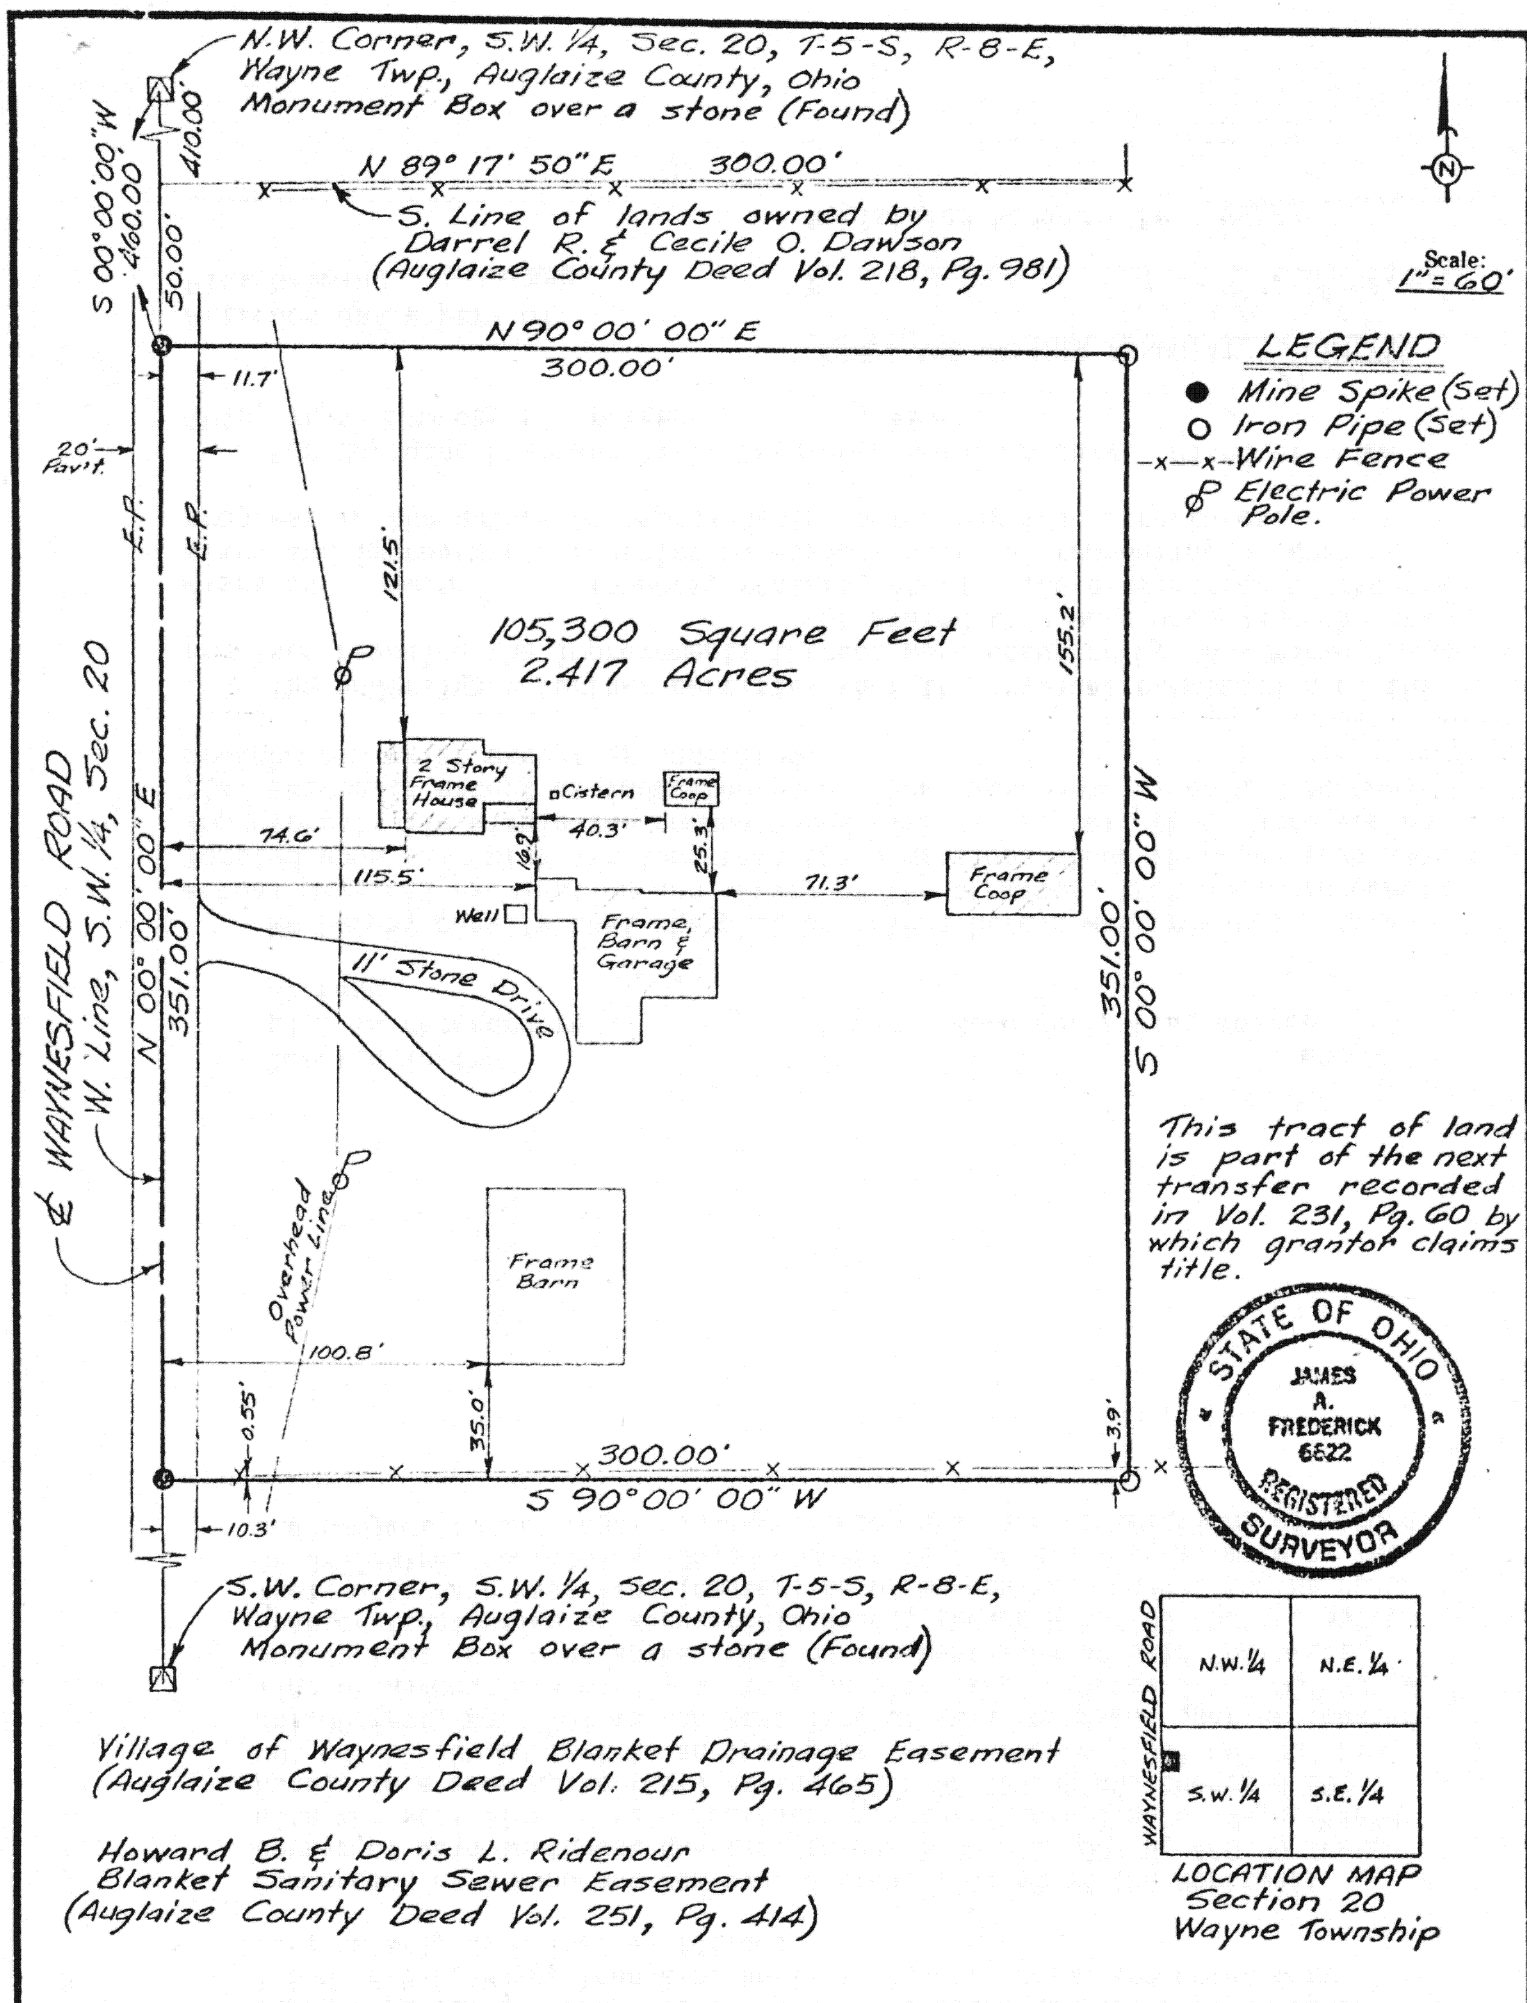 N.W. Corner, S.W. 1/4, Sec. 20, T-5-S, R-8-E,
Wayne Twp., Auglaize County, Ohio
Monument Box over a stone (Found)
S 00° 00' 00" W
460.00'
410.00'
50.00'
N 89° 17' 50" E 300.00'
S. Line of lands owned by
Darrel R. & Cecile O. Dawson
(Auglaize County Deed Vol. 218, Pg. 981)
N
Scale:
1" = 60'
N 90° 00' 00" E
300.00'
LEGEND
Mine Spike (Set)
Iron Pipe (Set)
-x-x- Wire Fence
Electric Power
Pole.
11.7'
20'
Pav't.
E.P.
E.P.
121.5'
155.2'
105,300 Square Feet
2.417 Acres
2 Story
Frame
House
Cistern
Frame
Coop
40.3'
74.6'
16.9'
25.3'
115.5'
71.3'
Frame
Coop
Well
Frame,
Barn &
Garage
11' Stone Drive
℄ WAYNESFIELD ROAD
W. Line, S.W. 1/4, Sec. 20
N 00° 00' 00" E
351.00'
351.00'
S 00° 00' 00" W
This tract of land
is part of the next
transfer recorded
in Vol. 231, Pg. 60 by
which grantor claims
title.
Overhead
Power Line
Frame
Barn
100.8'
35.0'
0.55'
3.9'
300.00'
S 90° 00' 00" W
10.3'
STATE OF OHIO
JAMES
A.
FREDERICK
6622
REGISTERED
SURVEYOR
S.W. Corner, S.W. 1/4, Sec. 20, T-5-S, R-8-E,
Wayne Twp., Auglaize County, Ohio
Monument Box over a stone (Found)
WAYNESFIELD ROAD
N.W. 1/4 N.E. 1/4
S.W. 1/4 S.E. 1/4
LOCATION MAP
Section 20
Wayne Township
Village of Waynesfield Blanket Drainage Easement
(Auglaize County Deed Vol. 215, Pg. 465)
Howard B. & Doris L. Ridenour
Blanket Sanitary Sewer Easement
(Auglaize County Deed Vol. 251, Pg. 414)